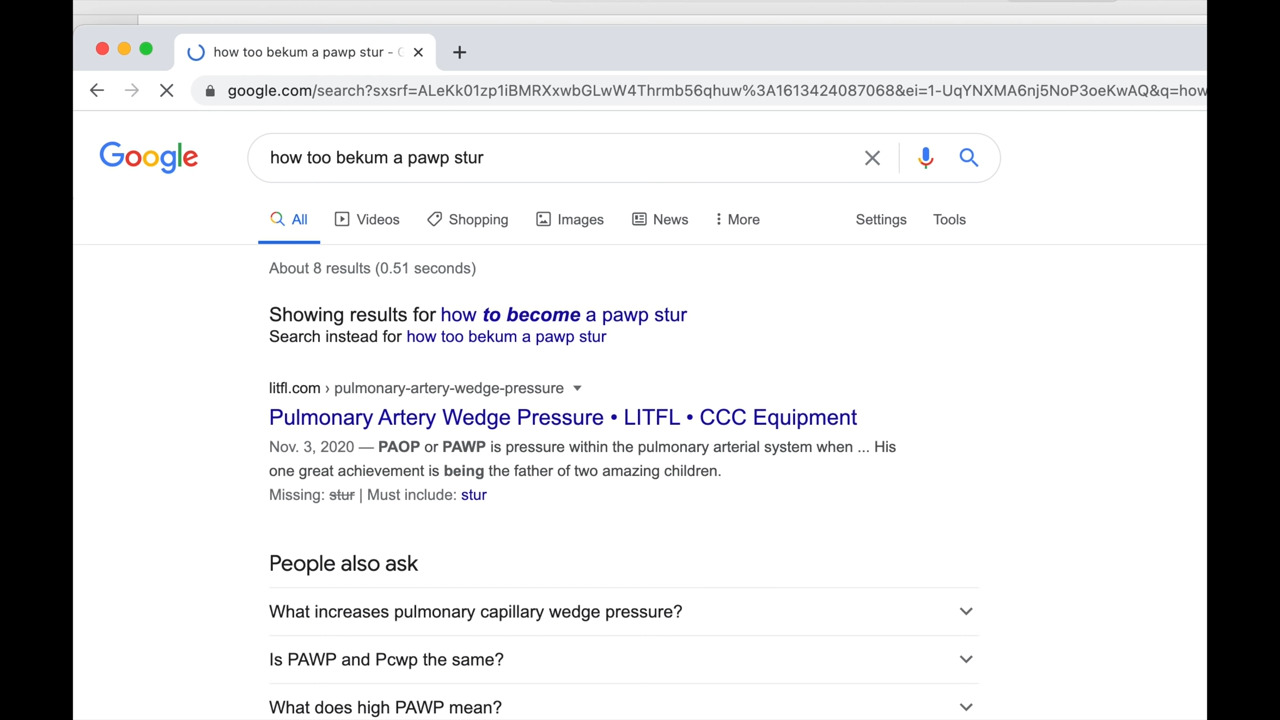 how too bekum a pawp stur -
google.com/search?sxsrf=ALeKk01zp1iBMRXxwbGLwW4Thrmb56qhuw%3A1613424087068&ei=1-UqYNXMA6nj5NoP3oeKwAQ&q=how
Google
how too bekum a pawp stur
All Videos Shopping Images News More Settings Tools
About 8 results (0.51 seconds)
Showing results for how to become a pawp stur
Search instead for how too bekum a pawp stur
litfl.com › pulmonary-artery-wedge-pressure
Pulmonary Artery Wedge Pressure • LITFL • CCC Equipment
Nov. 3, 2020 — PAOP or PAWP is pressure within the pulmonary arterial system when ... His
one great achievement is being the father of two amazing children.
Missing: stur | Must include: stur
People also ask
What increases pulmonary capillary wedge pressure?
Is PAWP and Pcwp the same?
What does high PAWP mean?